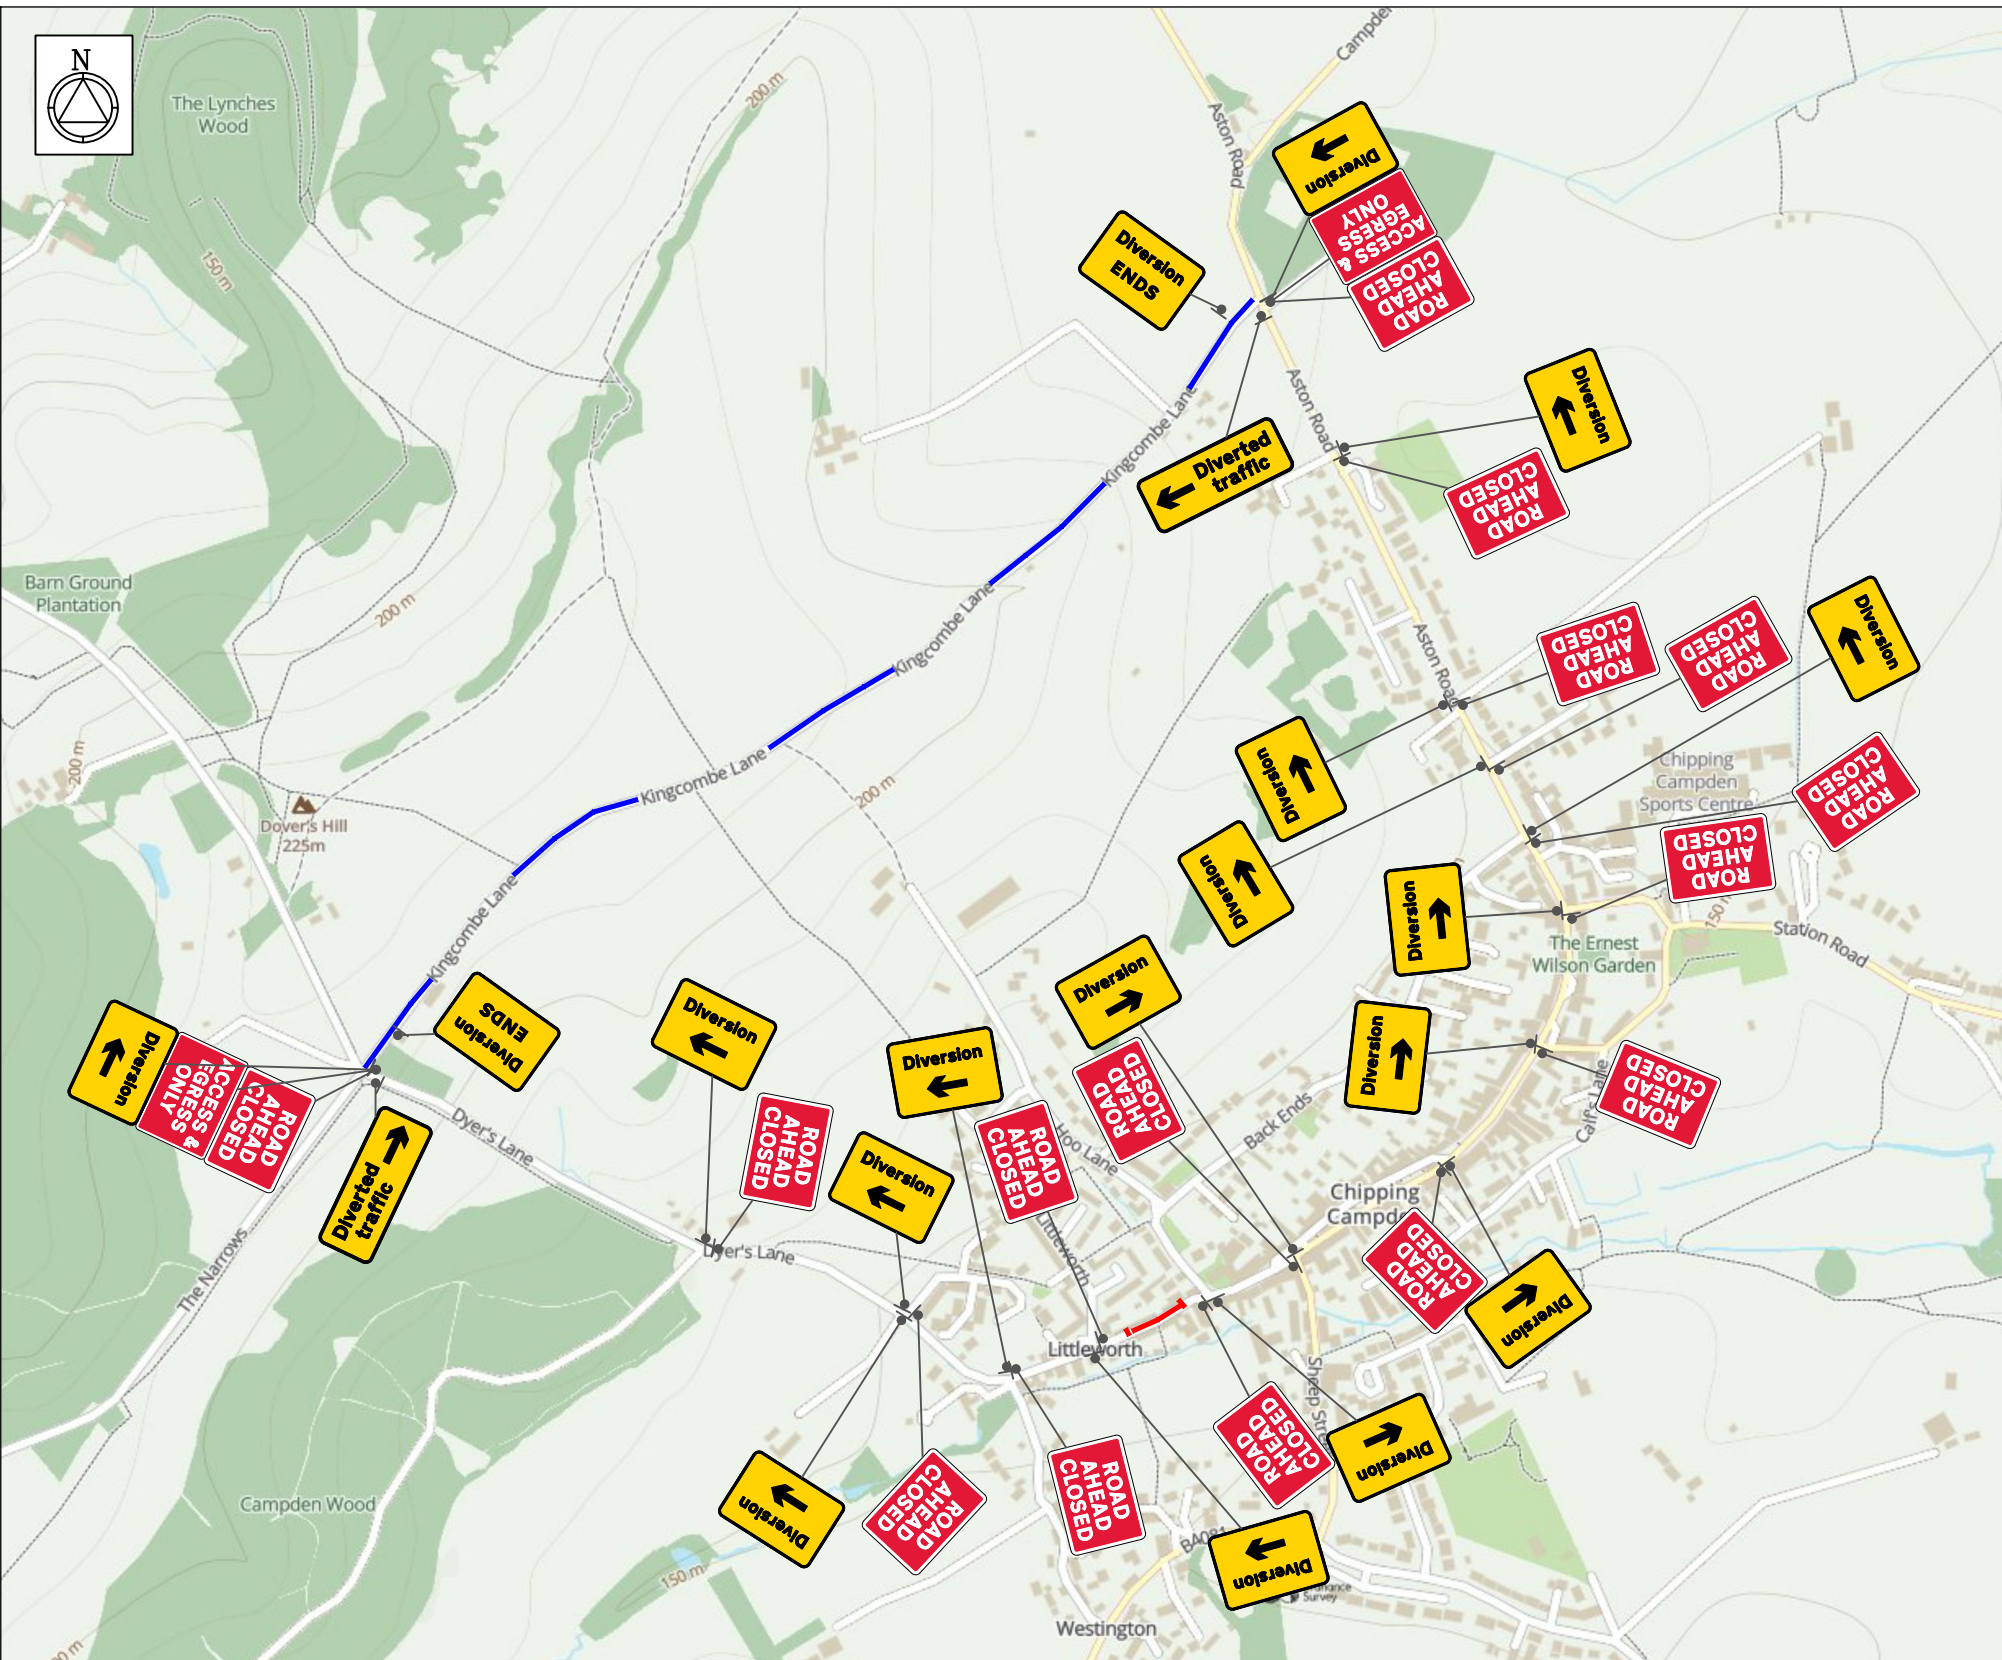 N
The Lynches
Wood
200 m
Campden
Aston Road
Diversion
ACCESS &
EGRESS
ONLY
ROAD
AHEAD
CLOSED
Diversion
ENDS
150 m
Aston Road
Diversion
Kingcombe Lane
Diverted
traffic
ROAD
AHEAD
CLOSED
Barn Ground
Plantation
200 m
Kingcombe Lane
Aston Road
ROAD
AHEAD
CLOSED
ROAD
AHEAD
CLOSED
Diversion
200 m
Kingcombe Lane
200 m
Diversion
Chipping
Campden
Sports Centre
ROAD
AHEAD
CLOSED
Dover's Hill
225m
ROAD
AHEAD
CLOSED
Diversion
Diversion
150 m
Kingcombe Lane
The Ernest
Wilson Garden
Station Road
Diversion
Diversion
ENDS
Diversion
Diversion
Diversion
Diversion
ACCESS &
EGRESS
ONLY
ROAD
AHEAD
CLOSED
Diverted
traffic
Dyer's Lane
ROAD
AHEAD
CLOSED
Diversion
ROAD
AHEAD
CLOSED
Hoo Lane
ROAD
AHEAD
CLOSED
Back Ends
Calf's Lane
ROAD
AHEAD
CLOSED
Chipping
The Narrows
Dyer's Lane
Littleworth
ROAD
AHEAD
CLOSED
Diversion
Littleworth
Campden Wood
Diversion
ROAD
AHEAD
CLOSED
ROAD
AHEAD
CLOSED
ROAD
AHEAD
CLOSED
Diversion
B4081
Diversion
150 m
Survey
Westington